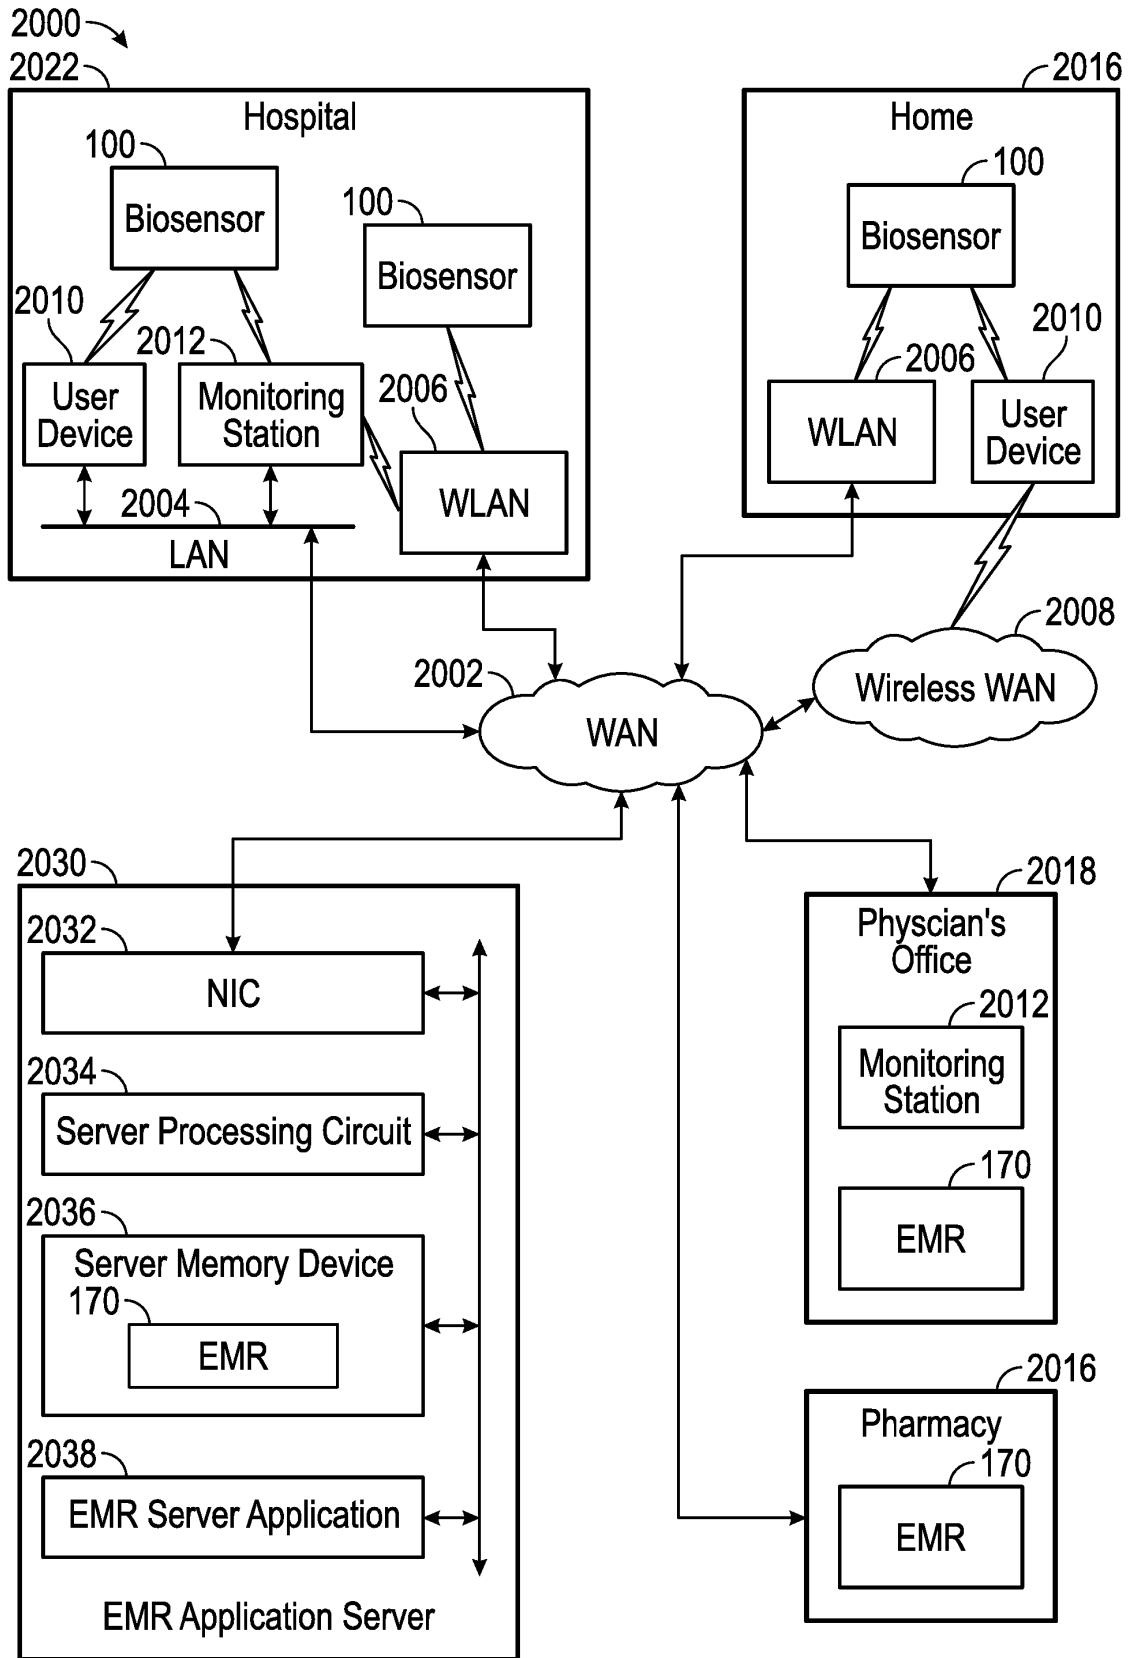 2000
2022
Hospital
100
Biosensor
100
Biosensor
2010
User
Device
2012
Monitoring
Station
2006
WLAN
2004
LAN
2016
Home
100
Biosensor
2006
WLAN
2010
User
Device
2008
Wireless WAN
2002
WAN
2030
2032
NIC
2034
Server Processing Circuit
2036
Server Memory Device
170
EMR
2038
EMR Server Application
EMR Application Server
2018
Physcian's
Office
2012
Monitoring
Station
170
EMR
2016
Pharmacy
170
EMR